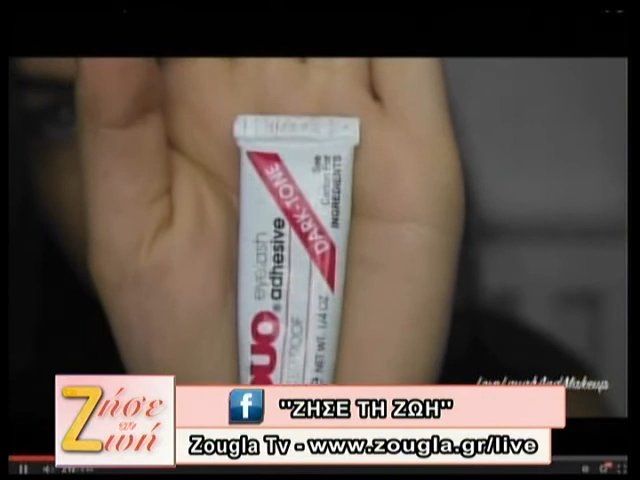 See
Carton For
INGREDIENTS
DARK-TONE
eyelash
adhesive
DUO
NET WT. 1/4 OZ
Ζήσε
τη
Ζωή
"ΖΗΣΕ ΤΗ ΖΩΗ"
Zougla Tv - www.zougla.gr/live